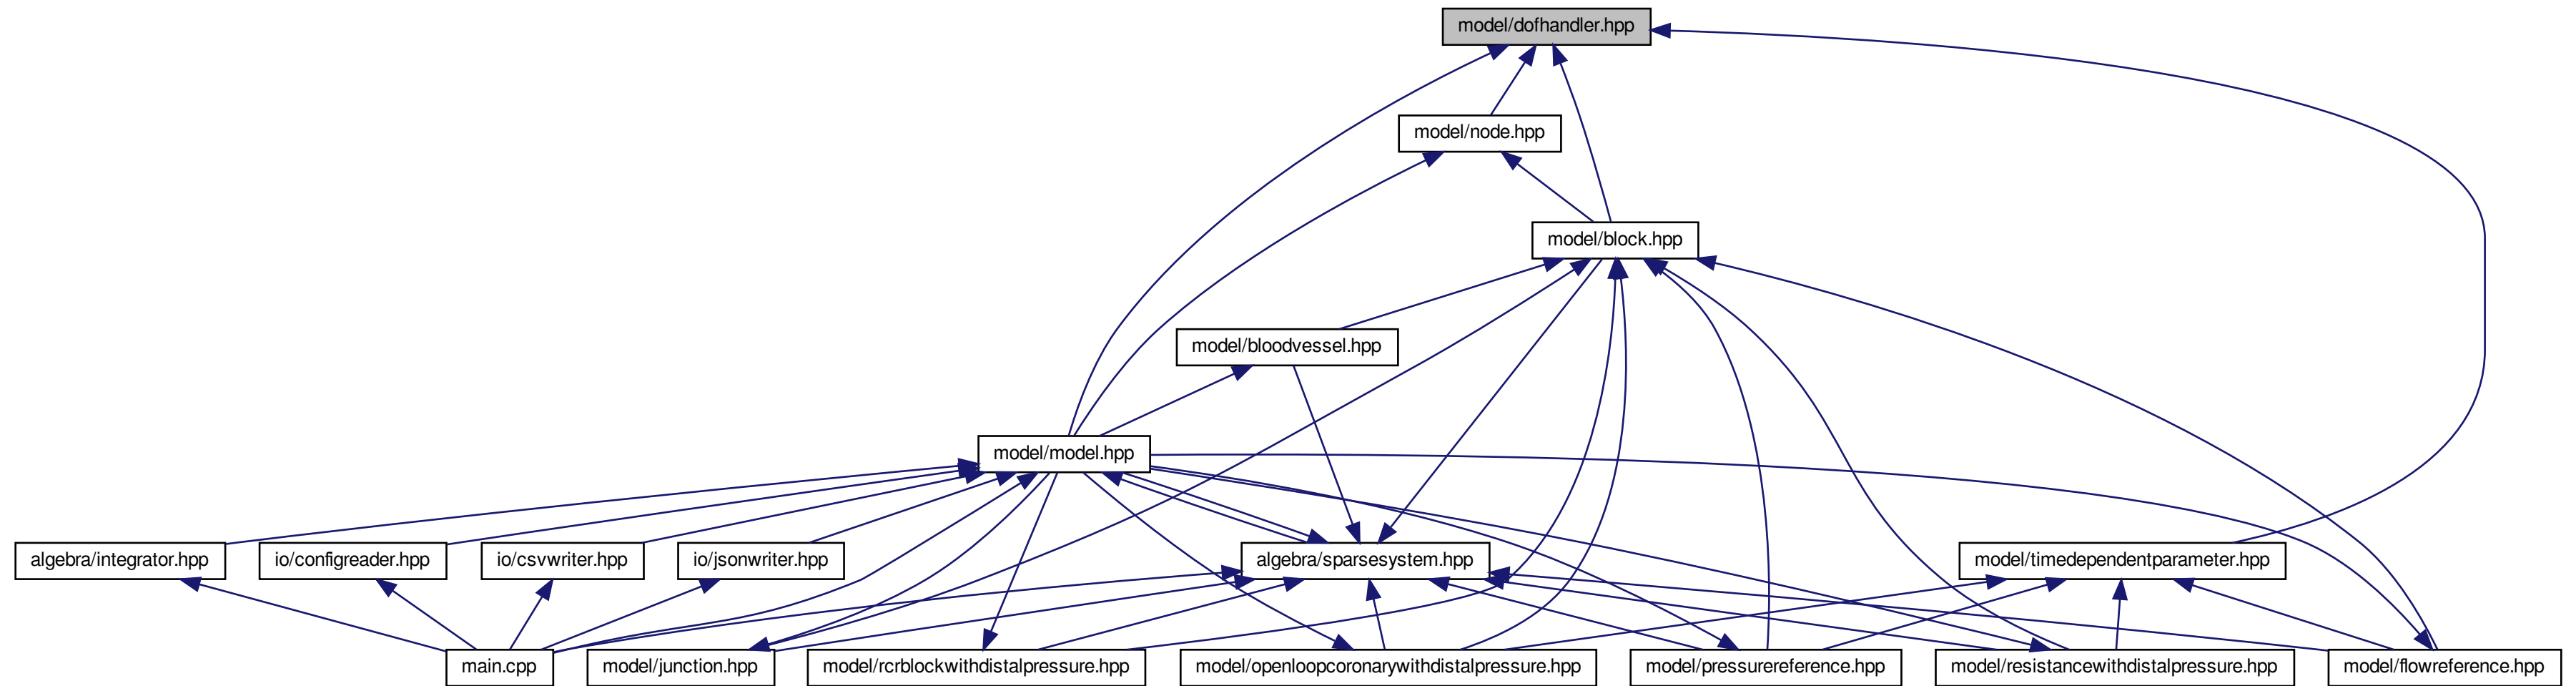 model/dofhandler.hpp
model/node.hpp
model/block.hpp
model/bloodvessel.hpp
model/model.hpp
algebra/integrator.hpp
io/configreader.hpp
io/csvwriter.hpp
io/jsonwriter.hpp
algebra/sparsesystem.hpp
model/timedependentparameter.hpp
main.cpp
model/junction.hpp
model/rcrblockwithdistalpressure.hpp
model/openloopcoronarywithdistalpressure.hpp
model/pressurereference.hpp
model/resistancewithdistalpressure.hpp
model/flowreference.hpp